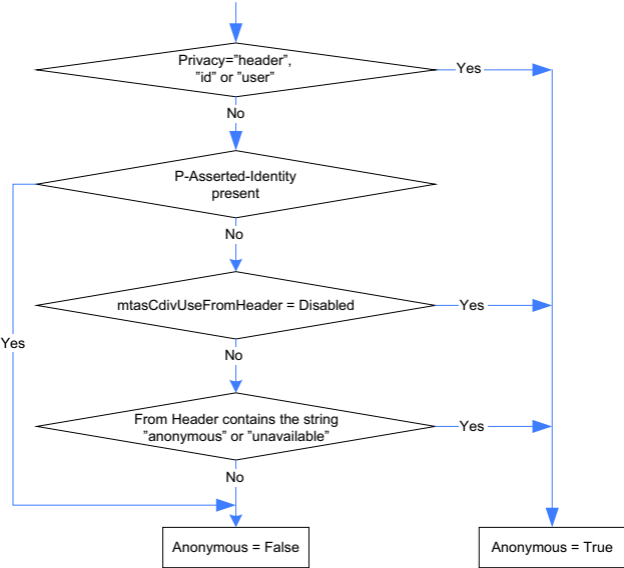 Privacy=”header”,
”id” or ”user”
Yes
No
P-Asserted-Identity
present
No
mtasCdivUseFromHeader = Disabled
Yes
Yes
No
From Header contains the string
”anonymous” or ”unavailable”
Yes
No
Anonymous = False
Anonymous = True